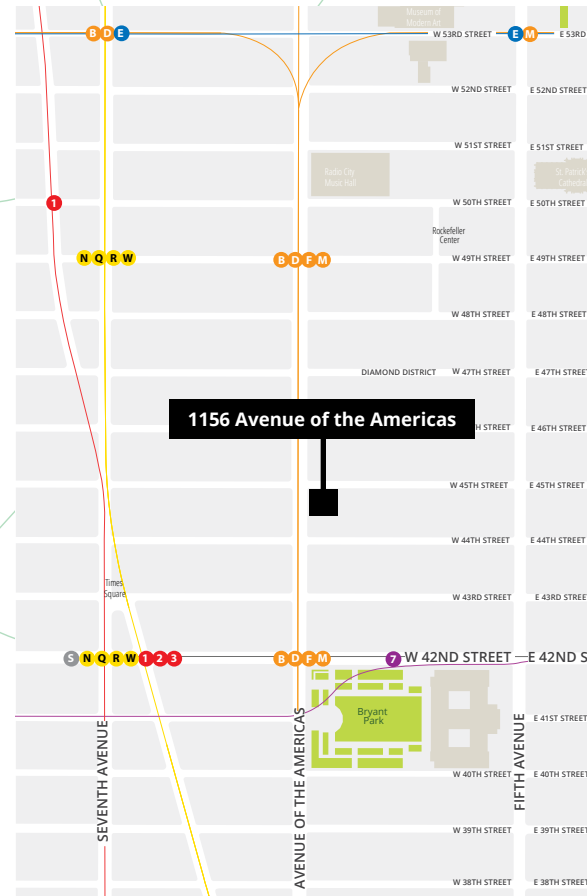 Museum of
Modern Art
B D E
W 53RD STREET
E M
E 53RD
W 52ND STREET
E 52ND STREET
W 51ST STREET
E 51ST STREET
Radio City
Music Hall
St. Patrick'
Cathedra
1
W 50TH STREET
E 50TH STREET
Rockefeller
Center
N Q R W
B D F M
W 49TH STREET
E 49TH STREET
W 48TH STREET
E 48TH STREET
DIAMOND DISTRICT
W 47TH STREET
E 47TH STREET
1156 Avenue of the Americas
TH STREET
E 46TH STREET
W 45TH STREET
E 45TH STREET
W 44TH STREET
E 44TH STREET
Times
Square
W 43RD STREET
E 43RD STREET
S N Q R W 1 2 3
B D F M
7
W 42ND STREET
E 42ND S
Bryant
Park
E 41ST STREET
SEVENTH AVENUE
AVENUE OF THE AMERICAS
FIFTH AVENUE
W 40TH STREET
E 40TH STREET
W 39TH STREET
E 39TH STREET
W 38TH STREET
E 38TH STREET